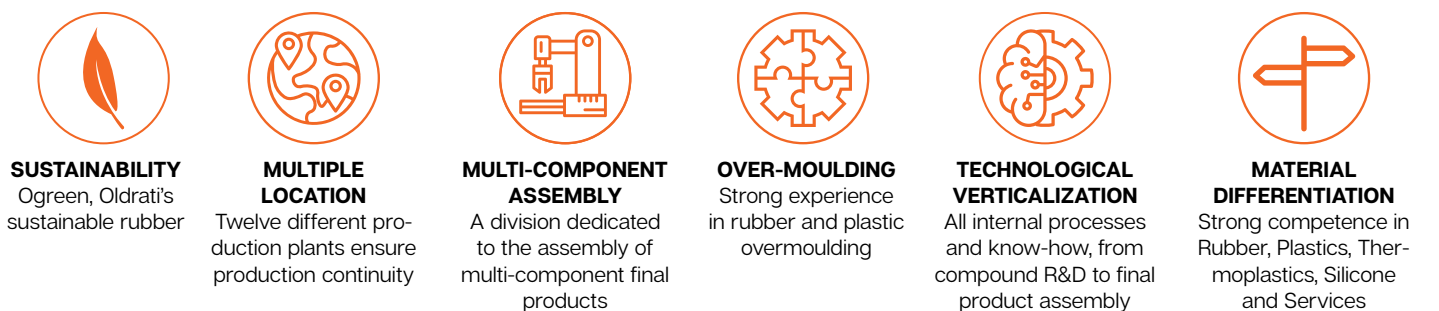 SUSTAINABILITY
Ogreen, Oldrati's
sustainable rubber
MULTIPLE
LOCATION
Twelve different pro-
duction plants ensure
production continuity
MULTI-COMPONENT
ASSEMBLY
A division dedicated
to the assembly of
multi-component final
products
OVER-MOULDING
Strong experience
in rubber and plastic
overmoulding
TECHNOLOGICAL
VERTICALIZATION
All internal processes
and know-how, from
compound R&D to final
product assembly
MATERIAL
DIFFERENTIATION
Strong competence in
Rubber, Plastics, Ther-
moplastics, Silicone
and Services